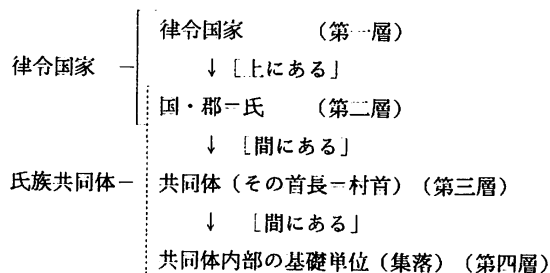 律令国家 （第一層）
律令国家 −
↓ ［上にある」
国・郡−氏 （第二層）
↓ ［間にある」
氏族共同体− 共同体（その首長−村首）（第三層）
↓ ［間にある」
共同体内部の基礎単位（集落）（第四層）